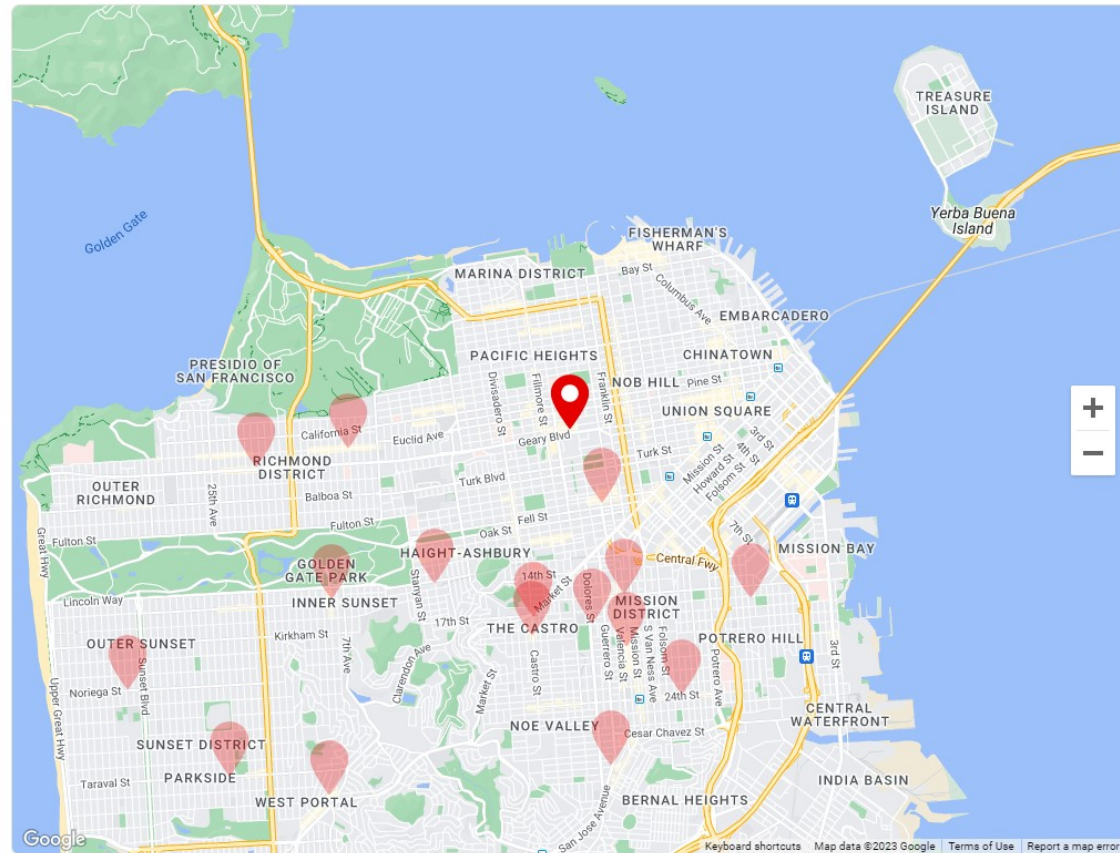 TREASURE
ISLAND
Golden Gate
Yerba Buena
Island
FISHERMAN'S
WHARF
MARINA DISTRICT
Bay St
Columbus Ave
EMBARCADERO
PACIFIC HEIGHTS
CHINATOWN
PRESIDIO OF
SAN FRANCISCO
Divisadero St
Fillmore St
Franklin St
NOB HILL
Pine St
UNION SQUARE
California St
Euclid Ave
Geary Blvd
3rd St
4th St
Turk St
Mission St
Howard St
Folsom St
RICHMOND
DISTRICT
OUTER
RICHMOND
25th Ave
Turk Blvd
Balboa St
Fell St
Fulton St
Oak St
7th St
Great Hwy
Fulton St
HAIGHT-ASHBURY
MISSION BAY
GOLDEN
GATE PARK
Central Fwy
14th St
Market St
Stanyan St
Dolores St
Lincoln Way
INNER SUNSET
MISSION
DISTRICT
17th St
THE CASTRO
Guerrero St
Valencia St
Mission St
S Van Ness Ave
Folsom St
Potrero Ave
POTRERO HILL
3rd St
Kirkham St
OUTER SUNSET
7th Ave
Clarendon Ave
Market St
Castro St
Noriega St
Sunset Blvd
Upper Great Hwy
24th St
CENTRAL
WATERFRONT
NOE VALLEY
Cesar Chavez St
SUNSET DISTRICT
PARKSIDE
Taraval St
WEST PORTAL
INDIA BASIN
BERNAL HEIGHTS
San Jose Avenue
+
−
Google
Keyboard shortcuts
Map data ©2023 Google
Terms of Use
Report a map error